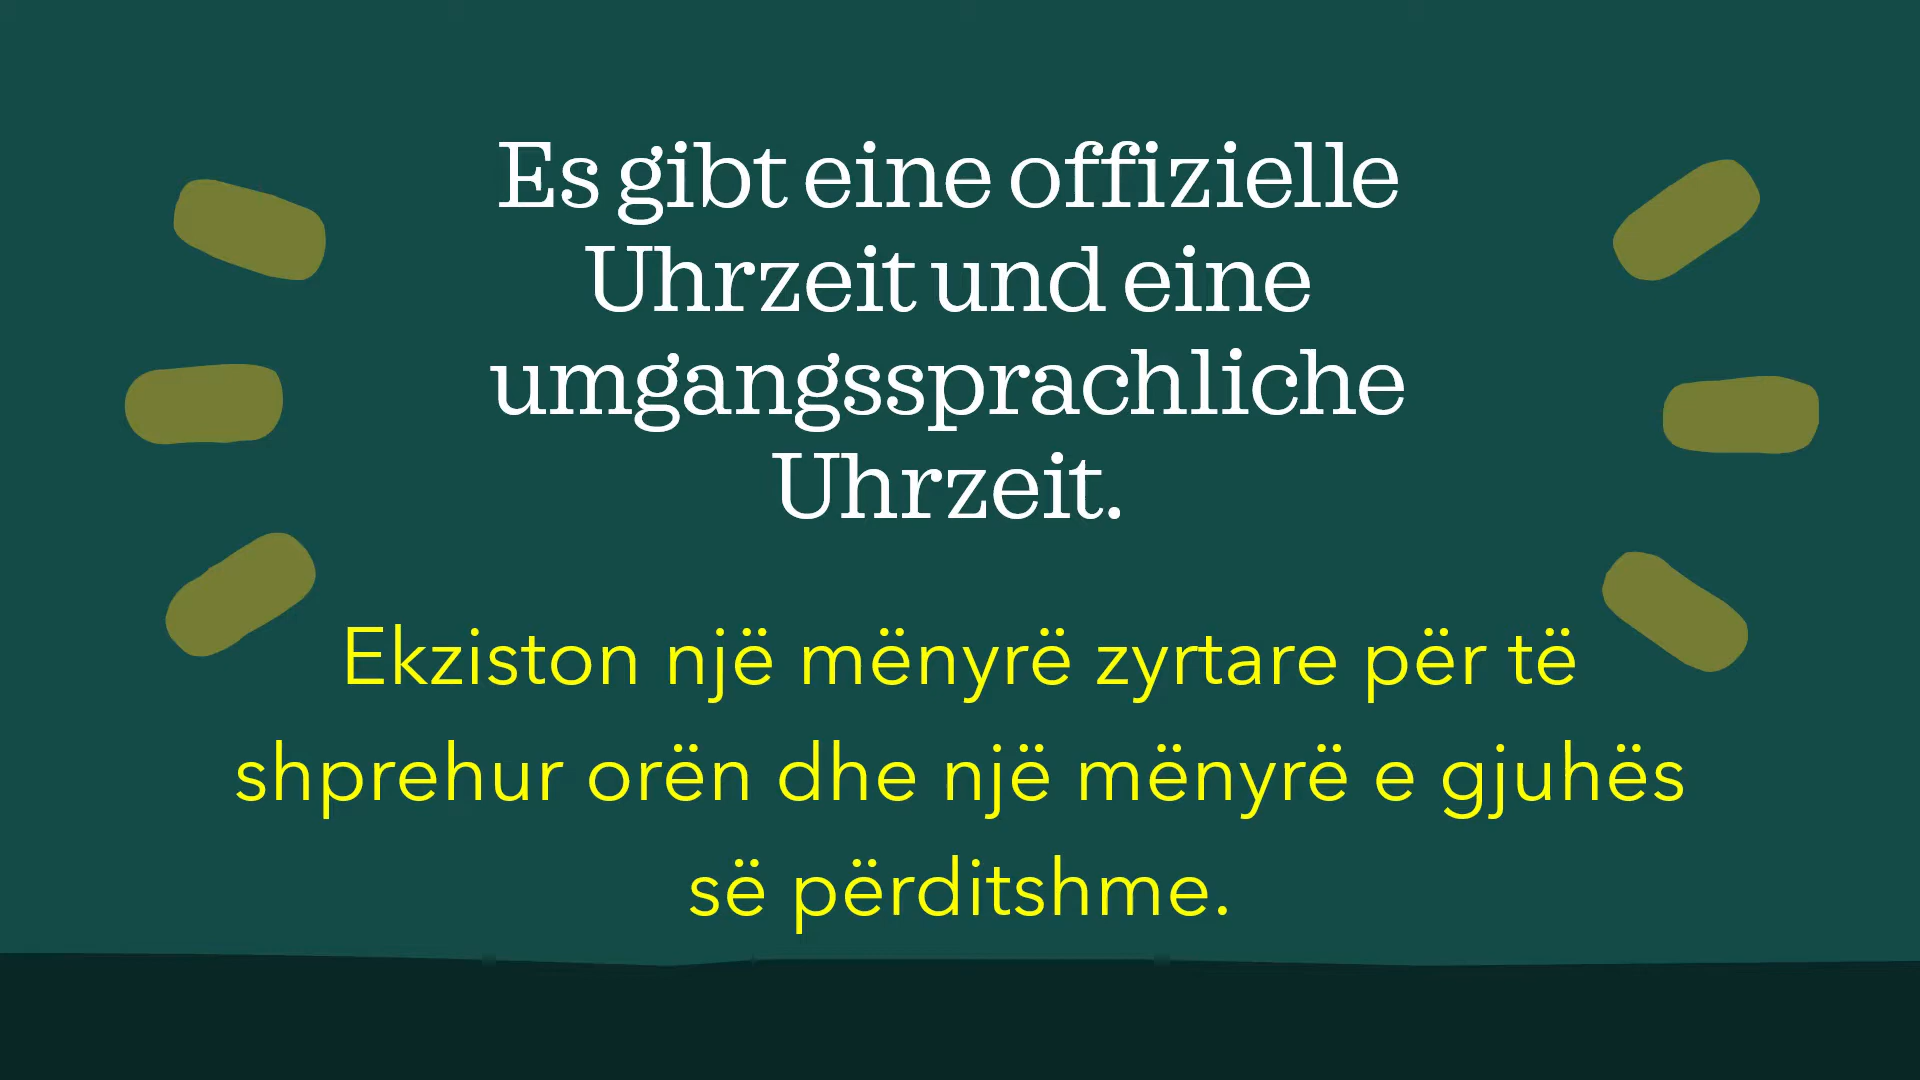 Es gibt eine offizielle
Uhrzeit und eine
umgangssprachliche
Uhrzeit.
Ekziston një mënyrë zyrtare për të
shprehur orën dhe një mënyrë e gjuhës
së përditshme.